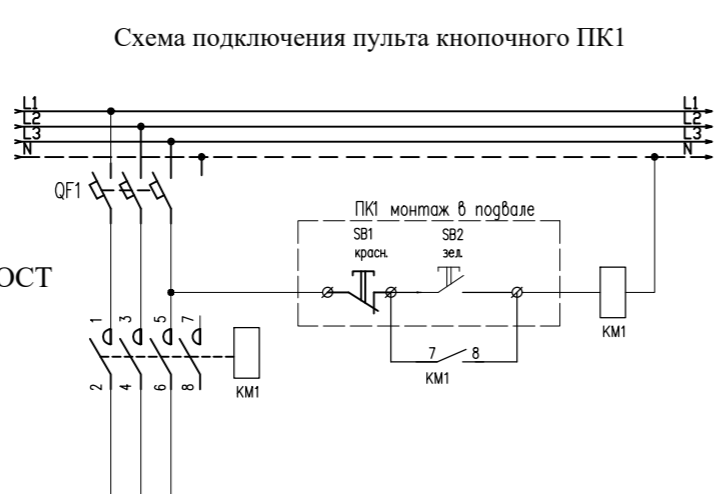 Схема подключения пульта кнопочного ПК1
L1 L1
L2 L2
L3 L3
N N
QF1
ПК1 монтаж в подвале
SB1 SB2
красн. зел.
ОСТ
1 3 5 7
KM1
2 4 6 8
KM1
7 8
KM1